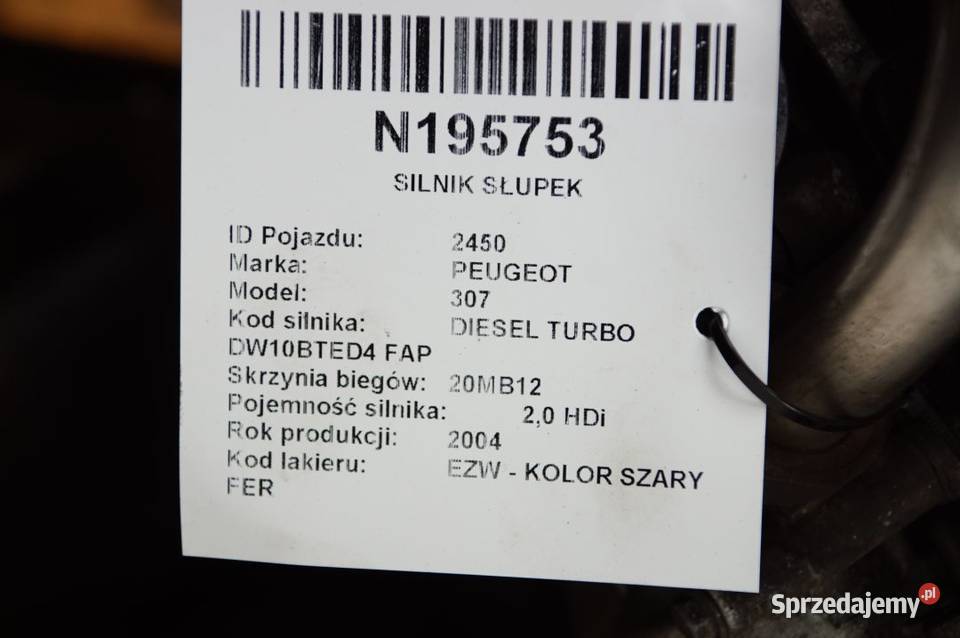 N195753
SILNIK SŁUPEK
ID Pojazdu: 2450
Marka: PEUGEOT
Model: 307
Kod silnika: DIESEL TURBO
DW10BTED4 FAP
Skrzynia biegów: 20MB12
Pojemność silnika: 2,0 HDi
Rok produkcji: 2004
Kod lakieru: EZW - KOLOR SZARY
FER
Sprzedajemy.pl